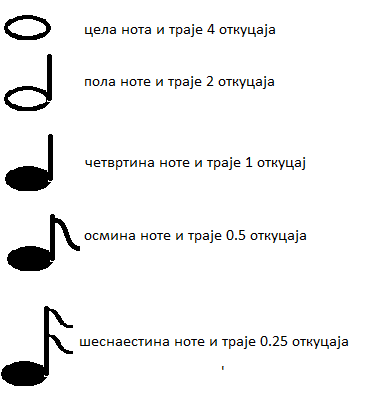 цела нота и траје 4 откуцаја
пола ноте и траје 2 откуцаја
четвртина ноте и траје 1 откуцај
осмина ноте и траје 0.5 откуцаја
шеснаестина ноте и траје 0.25 откуцаја
'